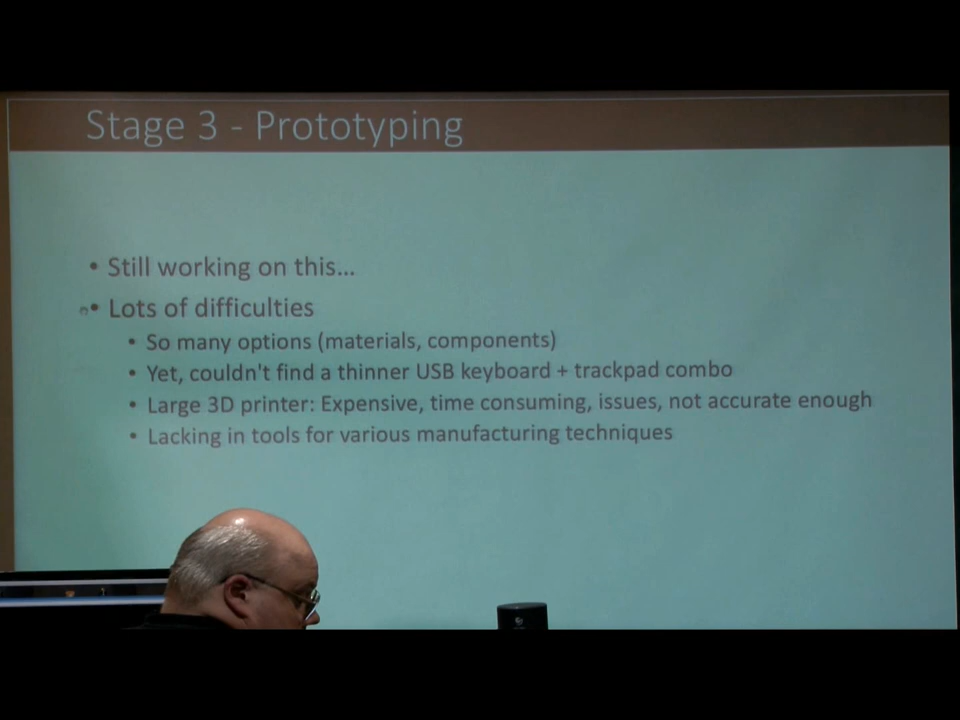 Stage 3 - Prototyping
• Still working on this...
• Lots of difficulties
• So many options (materials, components)
• Yet, couldn't find a thinner USB keyboard + trackpad combo
• Large 3D printer: Expensive, time consuming, issues, not accurate enough
• Lacking in tools for various manufacturing techniques